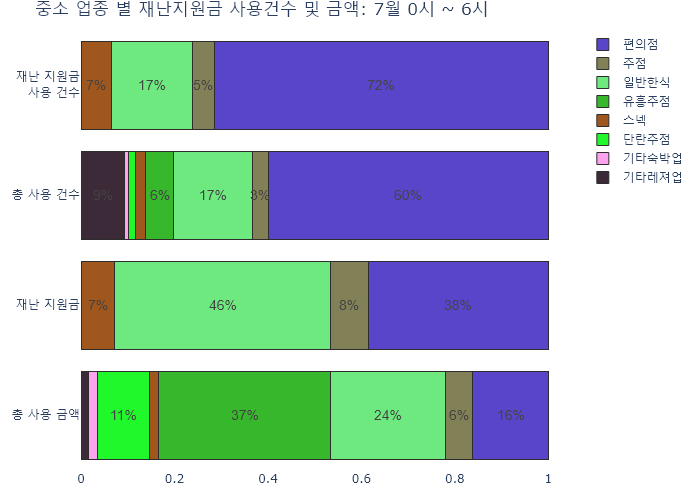 중소 업종 별 재난지원금 사용건수 및 금액: 7월 0시 ~ 6시
편의점
주점
일반한식
유흥주점
스넥
단란주점
기타숙박업
기타레져업
재난 지원금
사용 건수
7% 17% 5% 72%
총 사용 건수
9% 6% 17% 3% 60%
재난 지원금
7% 46% 8% 38%
총 사용 금액
11% 37% 24% 6% 16%
0 0.2 0.4 0.6 0.8 1